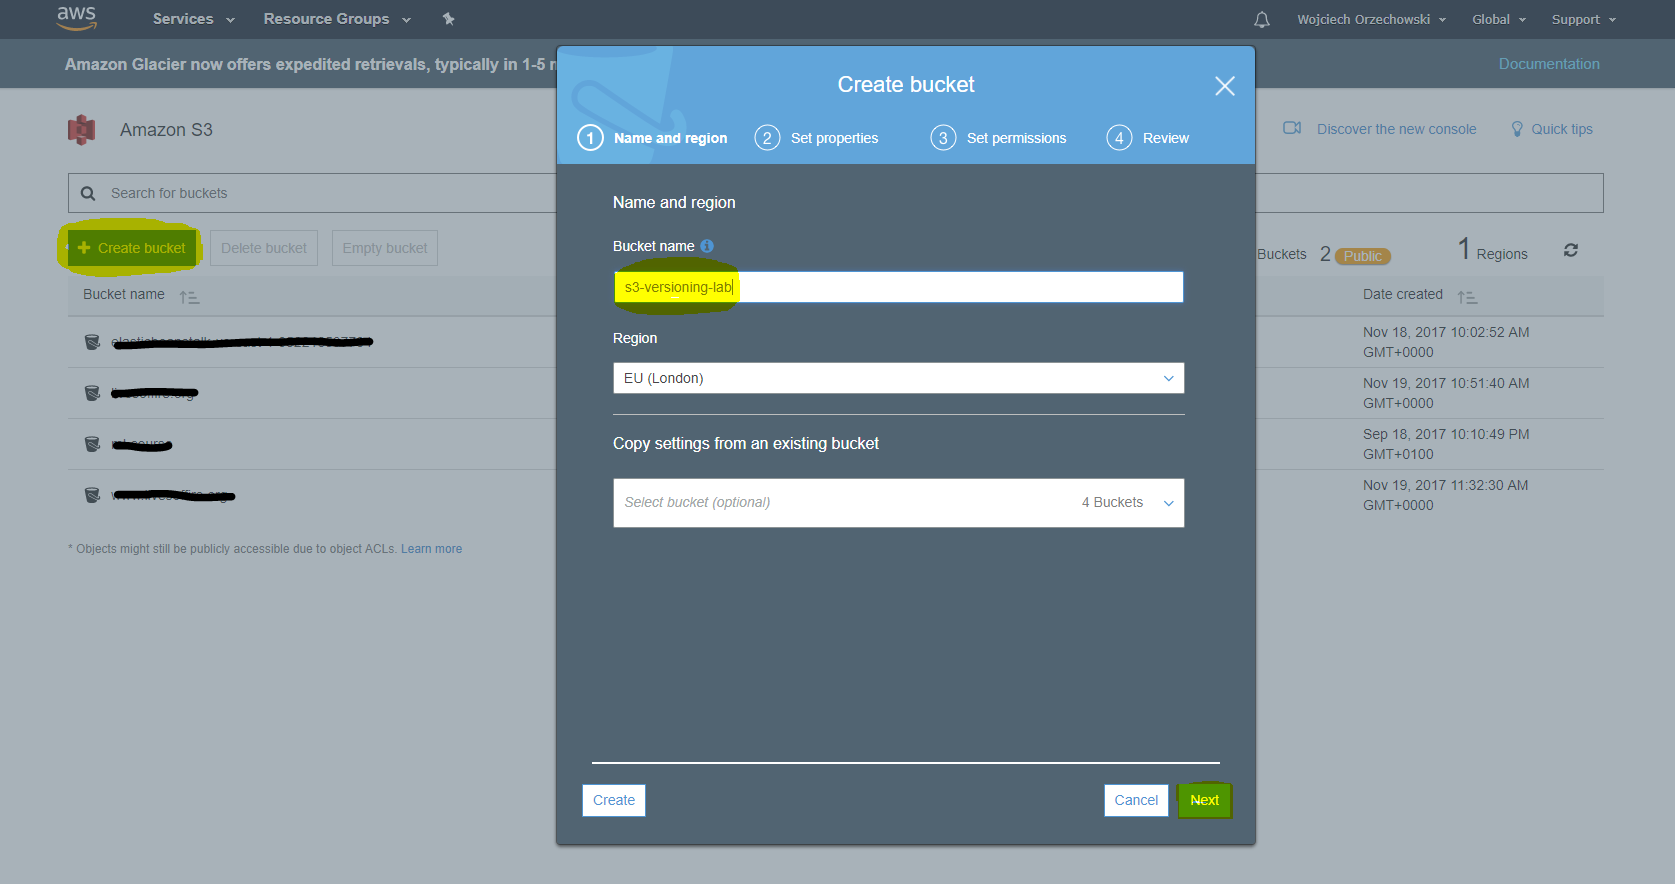 aws Services Resource Groups Wojciech Orzechowski Global Support
Amazon Glacier now offers expedited retrievals, typically in 1-5 Documentation
Amazon S3
Discover the new console Quick tips
Search for buckets
Create bucket Delete bucket Empty bucket
Buckets 2 Public 1 Regions
Bucket name Date created
Nov 18, 2017 10:02:52 AM
GMT+0000
Nov 19, 2017 10:51:40 AM
GMT+0000
Sep 18, 2017 10:10:49 PM
GMT+0100
Nov 19, 2017 11:32:30 AM
GMT+0000
* Objects might still be publicly accessible due to object ACLs. Learn more
Create bucket
1 Name and region 2 Set properties 3 Set permissions 4 Review
Name and region
Bucket name
s3-versioning-lab
Region
EU (London)
Copy settings from an existing bucket
Select bucket (optional) 4 Buckets
Create Cancel Next